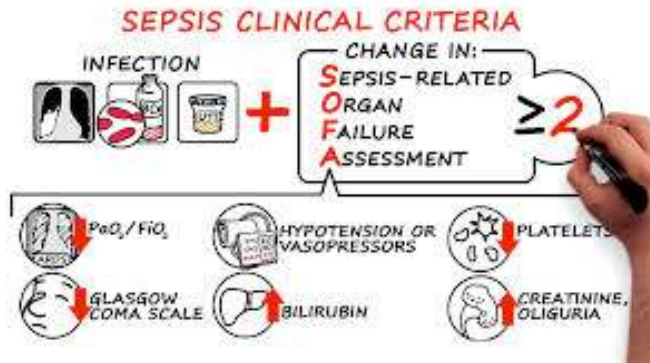 SEPSIS CLINICAL CRITERIA
INFECTION
+
CHANGE IN:
SEPSIS-RELATED
ORGAN
FAILURE
ASSESSMENT
≥2
PaO₂/FiO₂
HYPOTENSION OR
VASOPRESSORS
PLATELETS
GLASGOW
COMA SCALE
BILIRUBIN
CREATININE,
OLIGURIA
ARDS